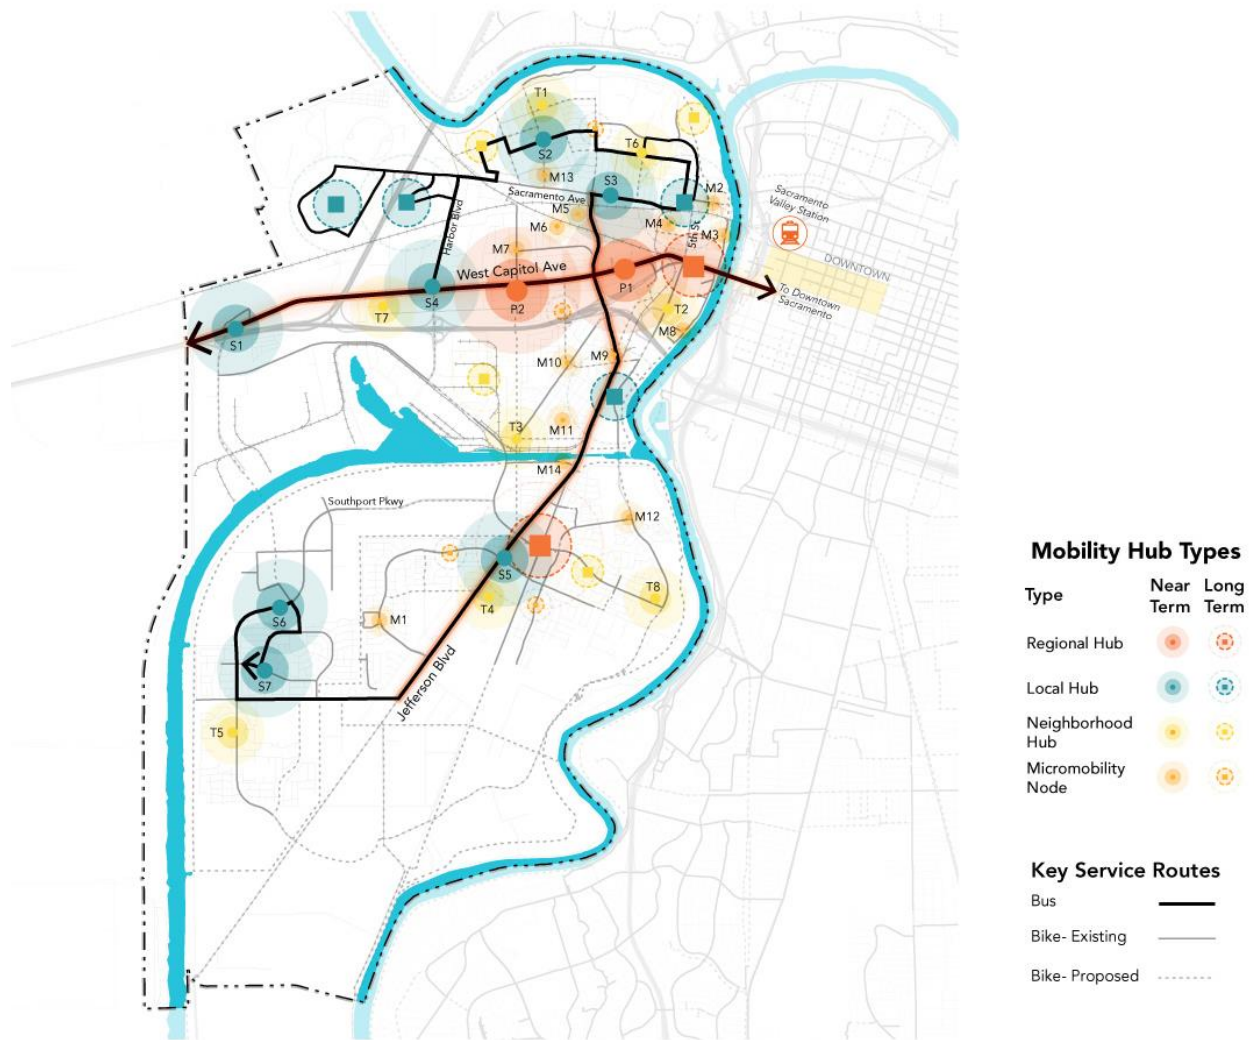 T1
S2
T6
M13
Sacramento Ave
S3
M2
M5
M4
M6
5th St
M3
Harbor Blvd
M7
West Capitol Ave
S4
P2
P1
T7
T2
M8
S1
M10
M9
T3
M11
M14
Sacramento
Valley Station
DOWNTOWN
To Downtown
Sacramento
Southport Pkwy
M12
S5
T4
T8
S6
M1
S7
Jefferson Blvd
T5
Mobility Hub Types
Type
Near
Term
Long
Term
Regional Hub
Local Hub
Neighborhood
Hub
Micromobility
Node
Key Service Routes
Bus
Bike- Existing
Bike- Proposed